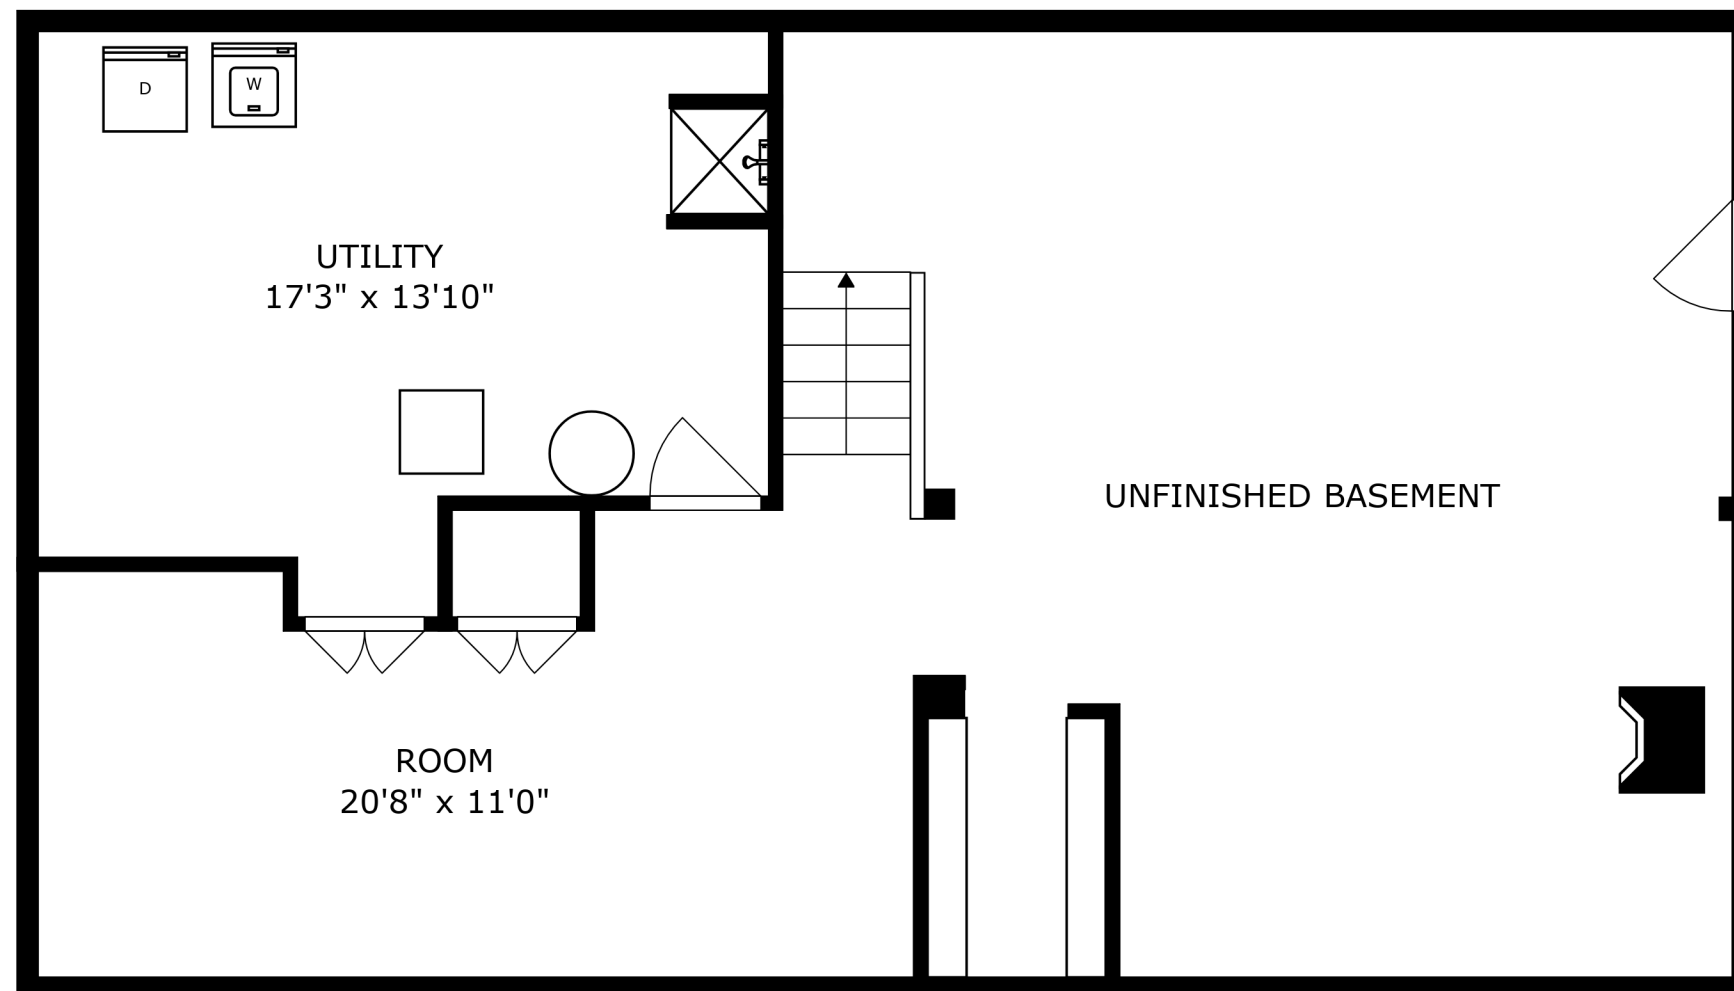 D
W
UTILITY
17'3" x 13'10"
UNFINISHED BASEMENT
ROOM
20'8" x 11'0"